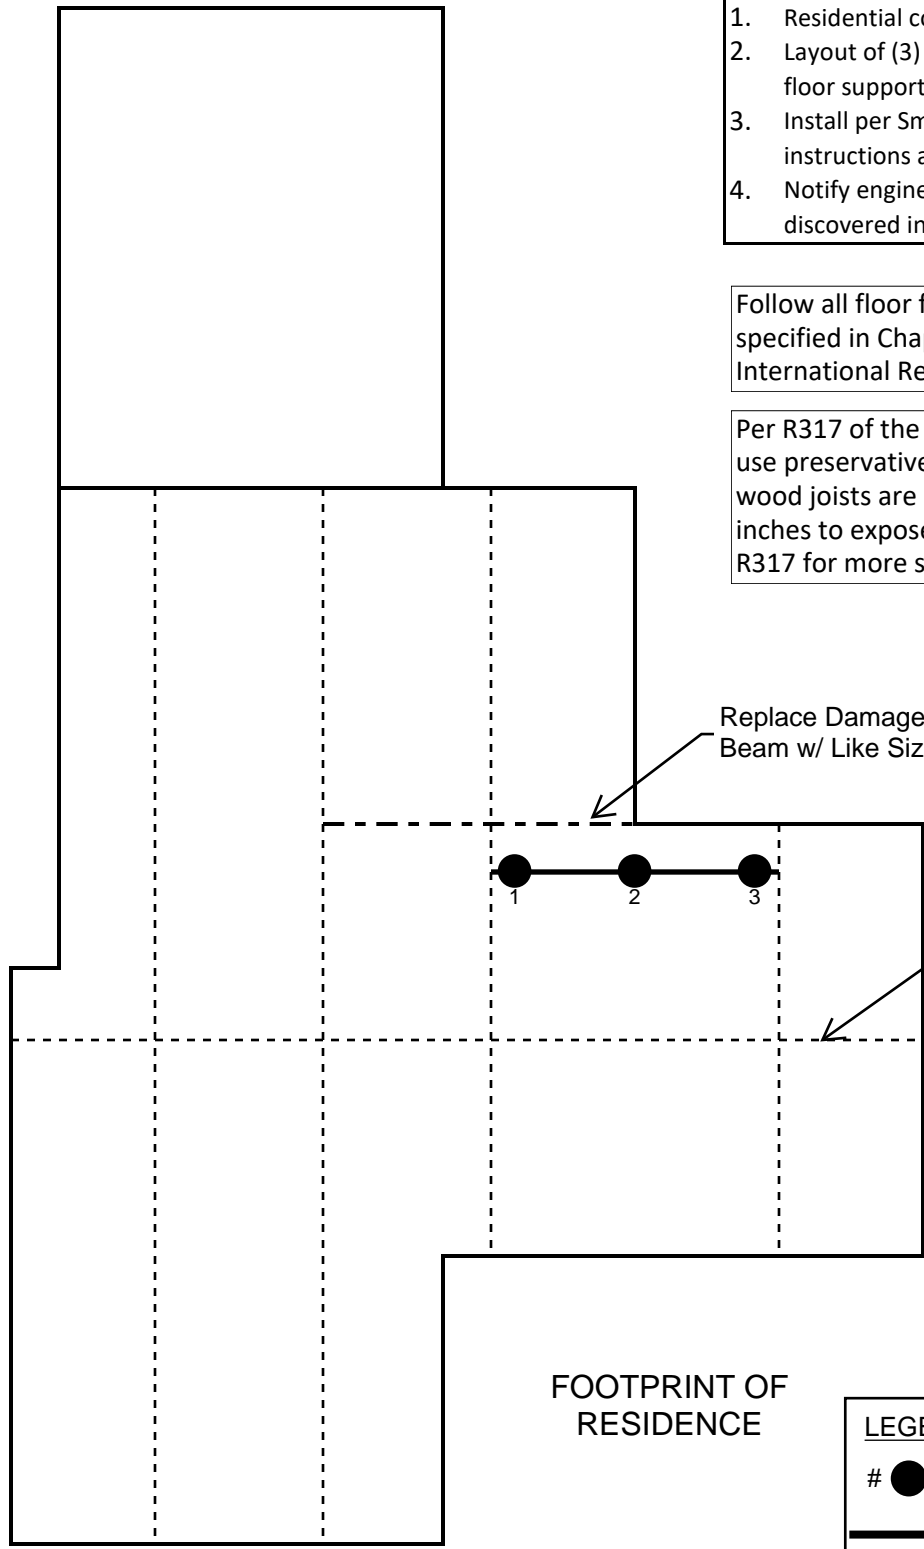 1. Residential co
2. Layout of (3)
floor support
3. Install per Sm
instructions a
4. Notify engine
discovered in
Follow all floor f
specified in Cha
International Re
Per R317 of the
use preservative
wood joists are
inches to expose
R317 for more s
Replace Damage
Beam w/ Like Siz
1 2 3
FOOTPRINT OF
RESIDENCE
LEGE
#